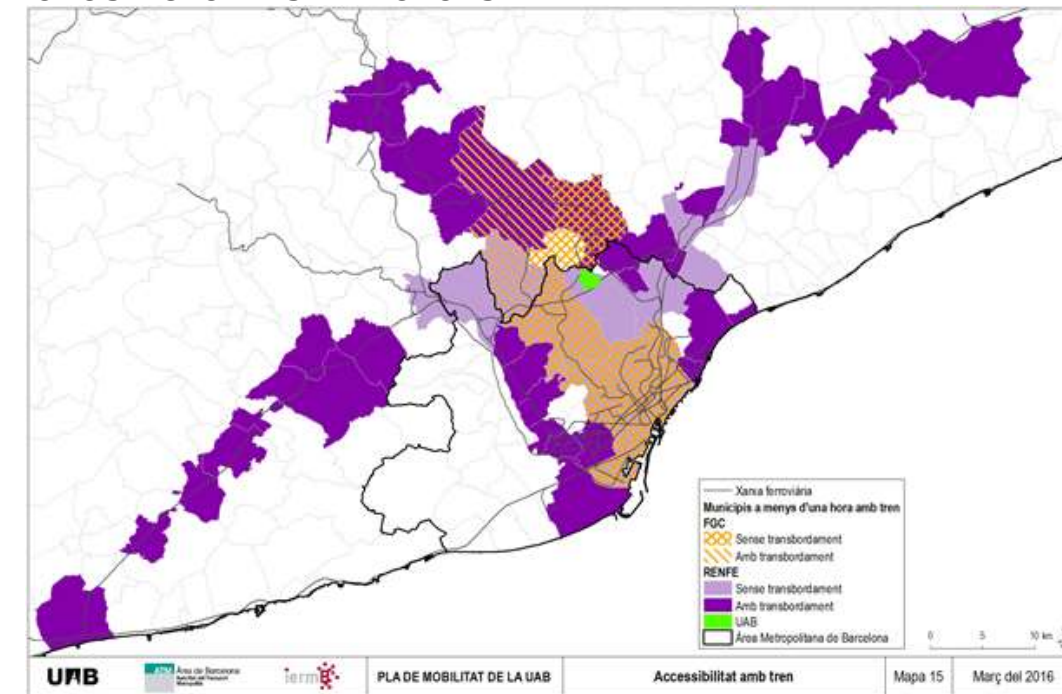 Xarxa ferroviària
Municipis a menys d'una hora amb tren
FGC
Sense transbordament
Amb transbordament
RENFE
Sense transbordament
Amb transbordament
UAB
Àrea Metropolitana de Barcelona
0 5 10 km
UAB
ATM Àrea de Barcelona
ierm
PLA DE MOBILITAT DE LA UAB
Accessibilitat amb tren
Mapa 15
Març del 2016